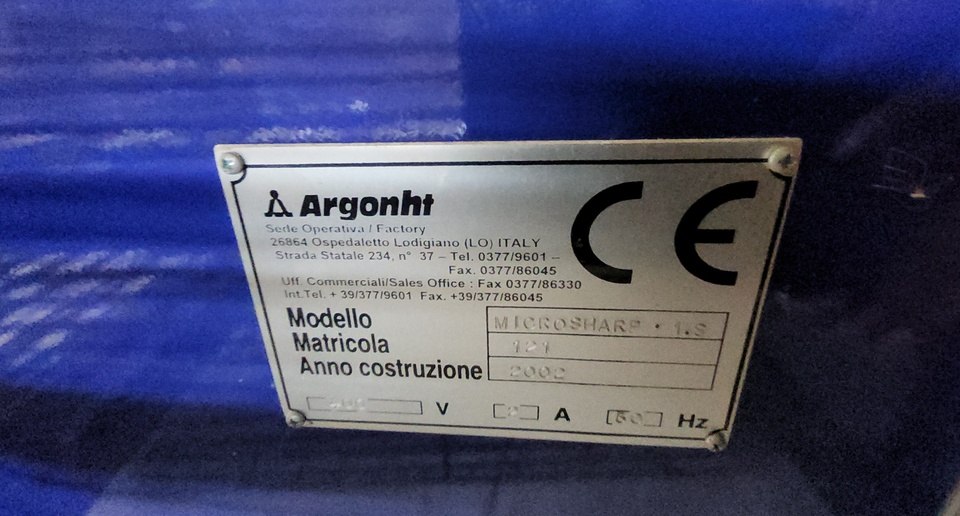 Argonht
CE
Sede Operativa / Factory
26864 Ospedaletto Lodigiano (LO) ITALY
Strada Statale 234, n° 37 – Tel. 0377/9601 –
Fax. 0377/86045
Uff. Commerciali/Sales Office : Fax 0377/86330
Int.Tel. + 39/377/9601 Fax. +39/377/86045
Modello MICROSHARP · 1.S
Matricola 121
Anno costruzione 2002
V A 50 Hz